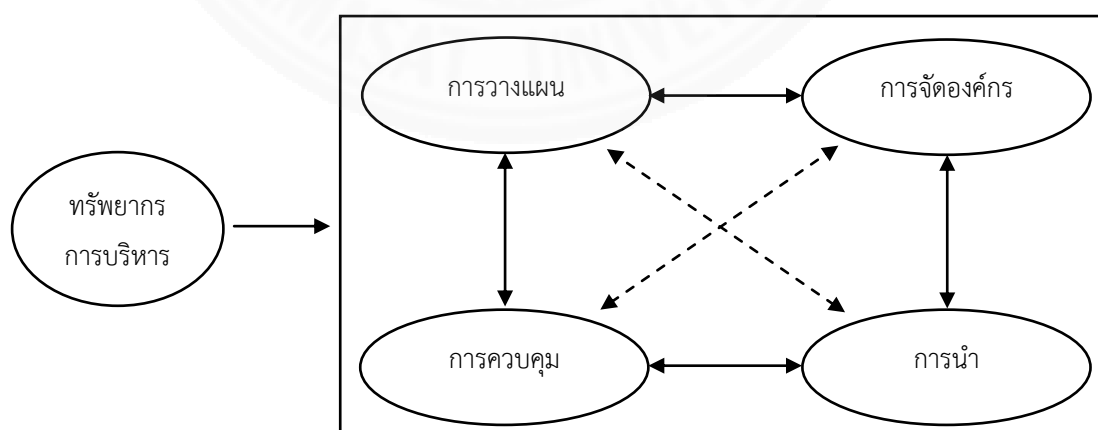 การวางแผน
การจัดองค์กร
ทรัพยากร
การบริหาร
การควบคุม
การนำ